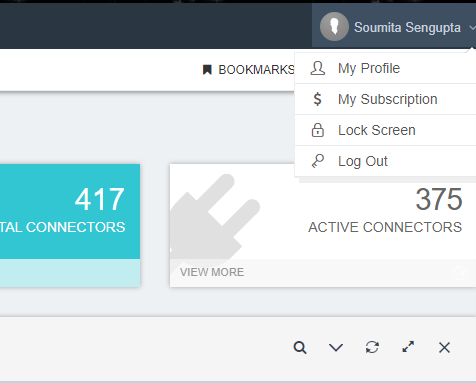 Soumita Sengupta
BOOKMARKS
My Profile
$ My Subscription
Lock Screen
Log Out
417
TAL CONNECTORS
375
ACTIVE CONNECTORS
VIEW MORE